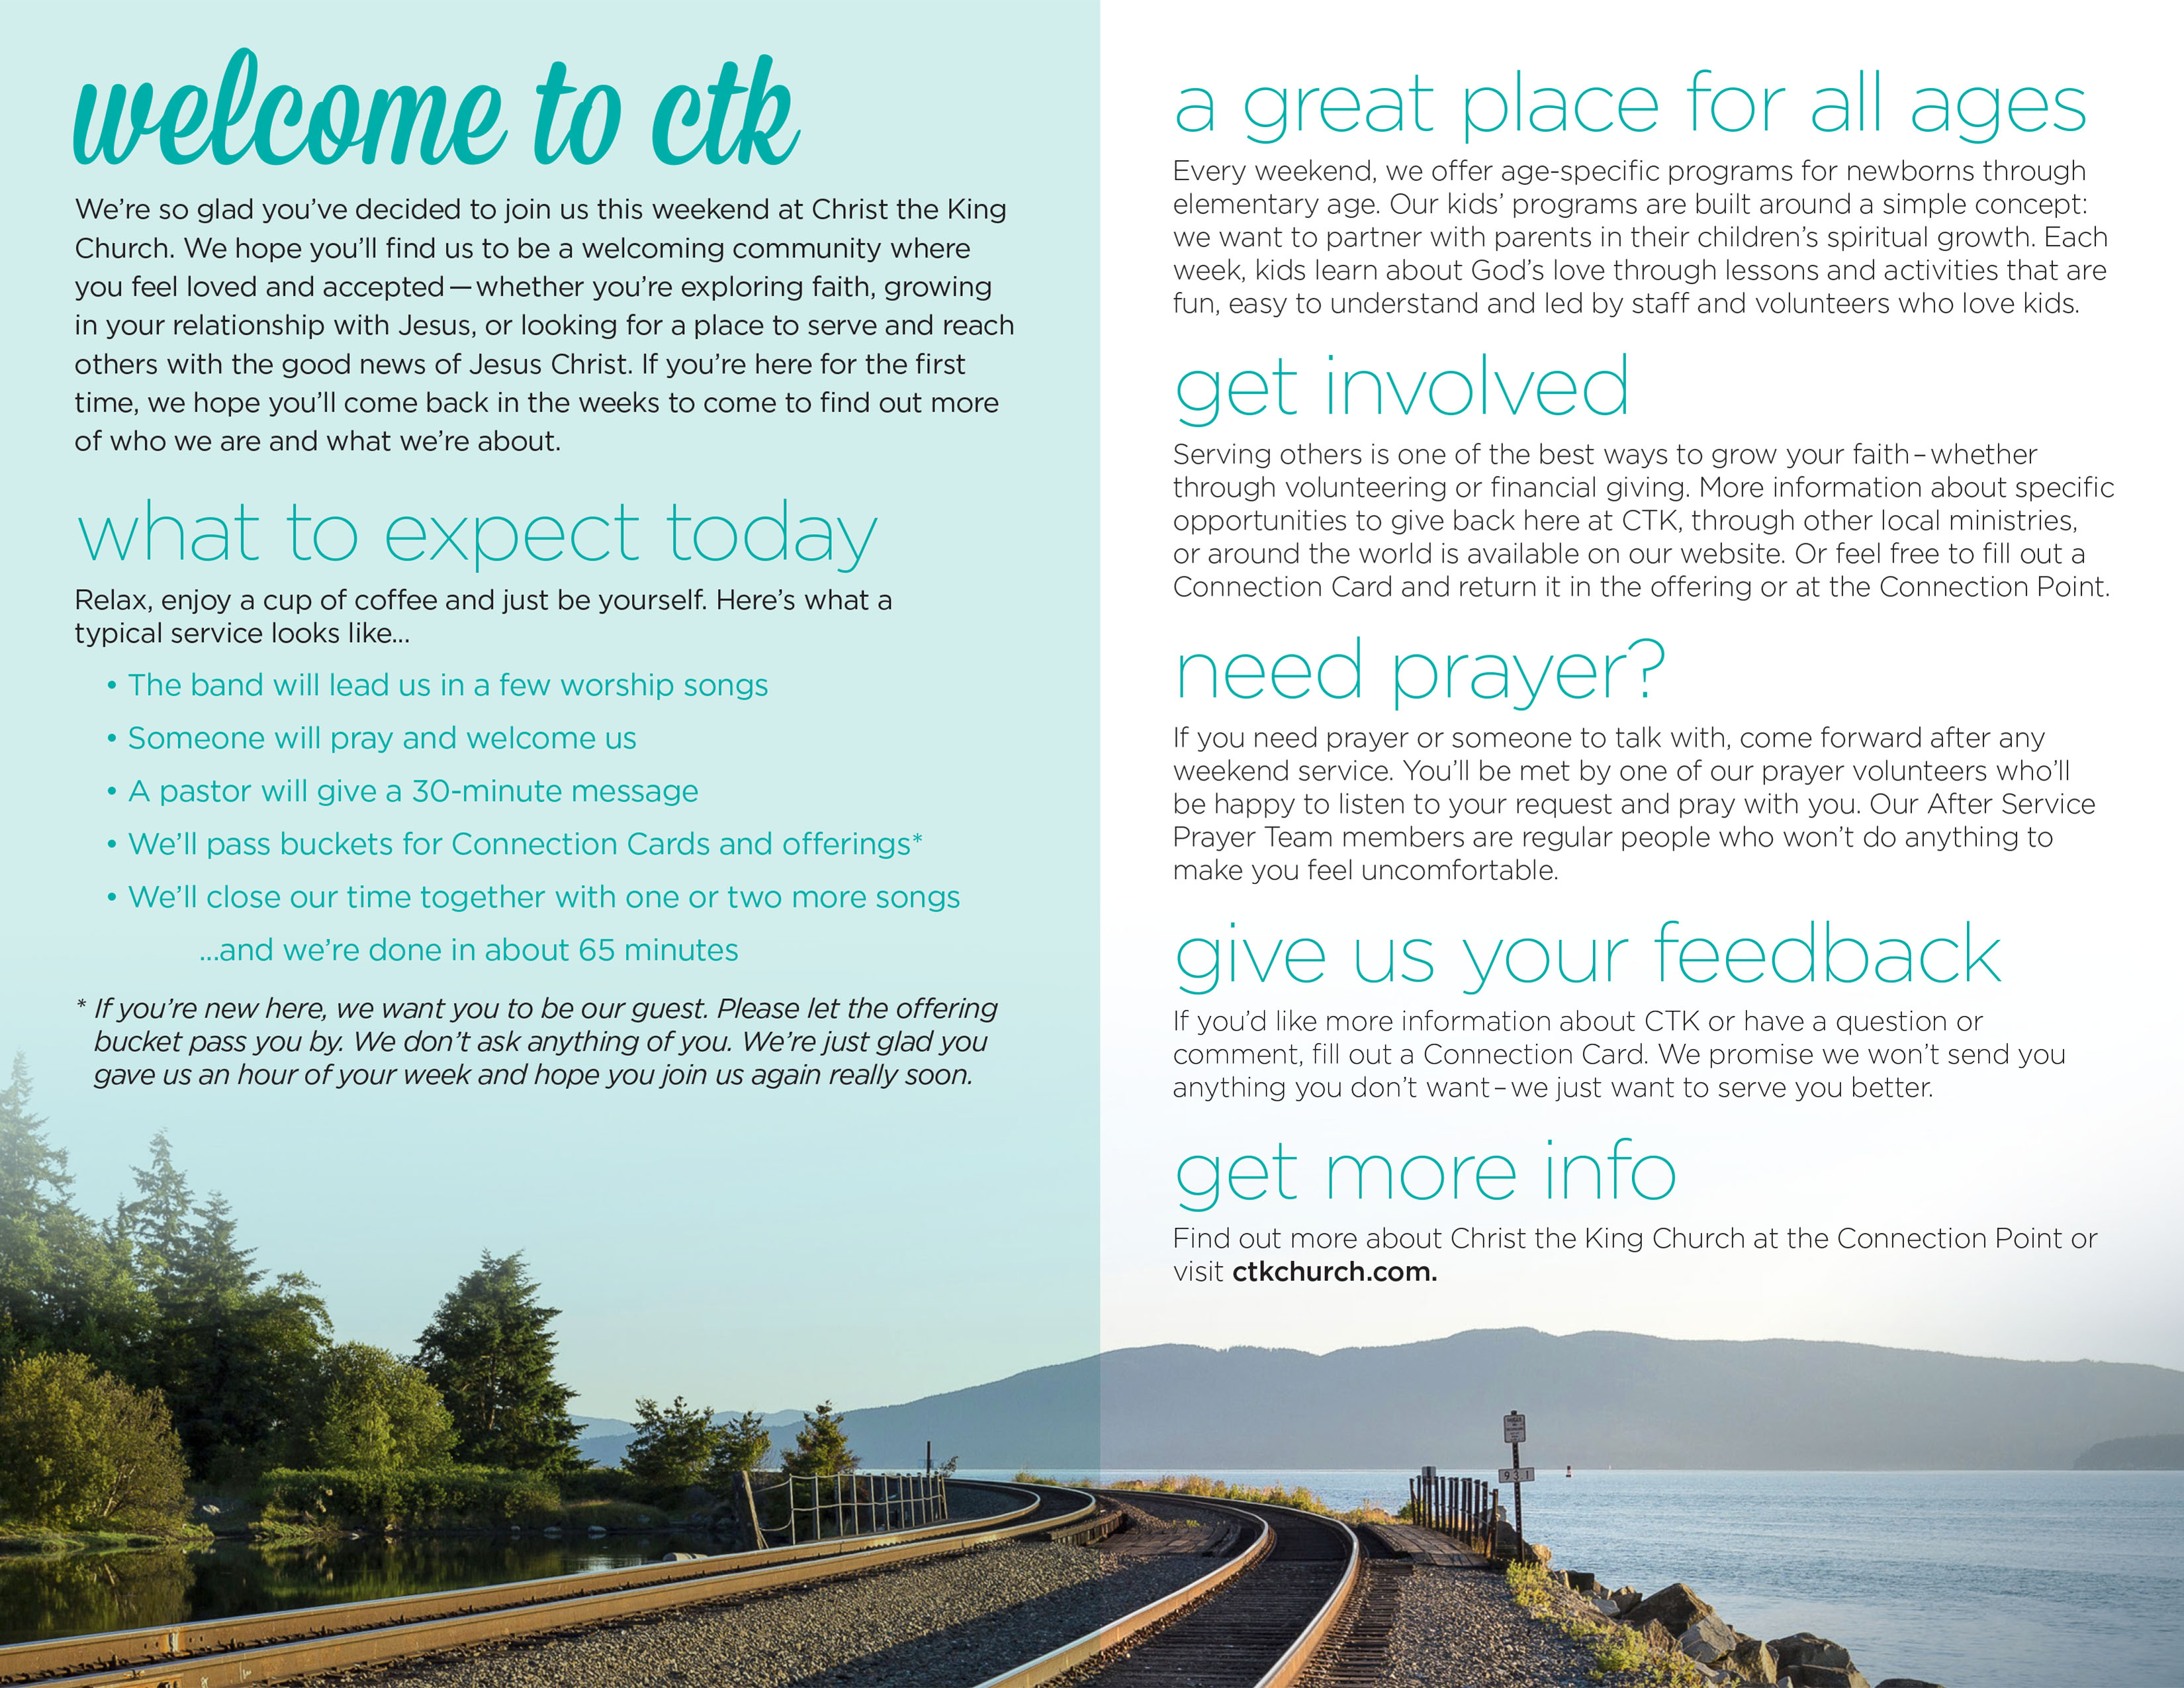 welcome to ctk
We're so glad you've decided to join us this weekend at Christ the King
Church. We hope you'll find us to be a welcoming community where
you feel loved and accepted — whether you're exploring faith, growing
in your relationship with Jesus, or looking for a place to serve and reach
others with the good news of Jesus Christ. If you're here for the first
time, we hope you'll come back in the weeks to come to find out more
of who we are and what we're about.
what to expect today
Relax, enjoy a cup of coffee and just be yourself. Here's what a
typical service looks like...
• The band will lead us in a few worship songs
• Someone will pray and welcome us
• A pastor will give a 30-minute message
• We'll pass buckets for Connection Cards and offerings*
• We'll close our time together with one or two more songs
...and we're done in about 65 minutes
* If you're new here, we want you to be our guest. Please let the offering
bucket pass you by. We don't ask anything of you. We're just glad you
gave us an hour of your week and hope you join us again really soon.
a great place for all ages
Every weekend, we offer age-specific programs for newborns through
elementary age. Our kids' programs are built around a simple concept:
we want to partner with parents in their children's spiritual growth. Each
week, kids learn about God's love through lessons and activities that are
fun, easy to understand and led by staff and volunteers who love kids.
get involved
Serving others is one of the best ways to grow your faith – whether
through volunteering or financial giving. More information about specific
opportunities to give back here at CTK, through other local ministries,
or around the world is available on our website. Or feel free to fill out a
Connection Card and return it in the offering or at the Connection Point.
need prayer?
If you need prayer or someone to talk with, come forward after any
weekend service. You'll be met by one of our prayer volunteers who'll
be happy to listen to your request and pray with you. Our After Service
Prayer Team members are regular people who won't do anything to
make you feel uncomfortable.
give us your feedback
If you'd like more information about CTK or have a question or
comment, fill out a Connection Card. We promise we won't send you
anything you don't want – we just want to serve you better.
get more info
Find out more about Christ the King Church at the Connection Point or
visit ctkchurch.com.
931